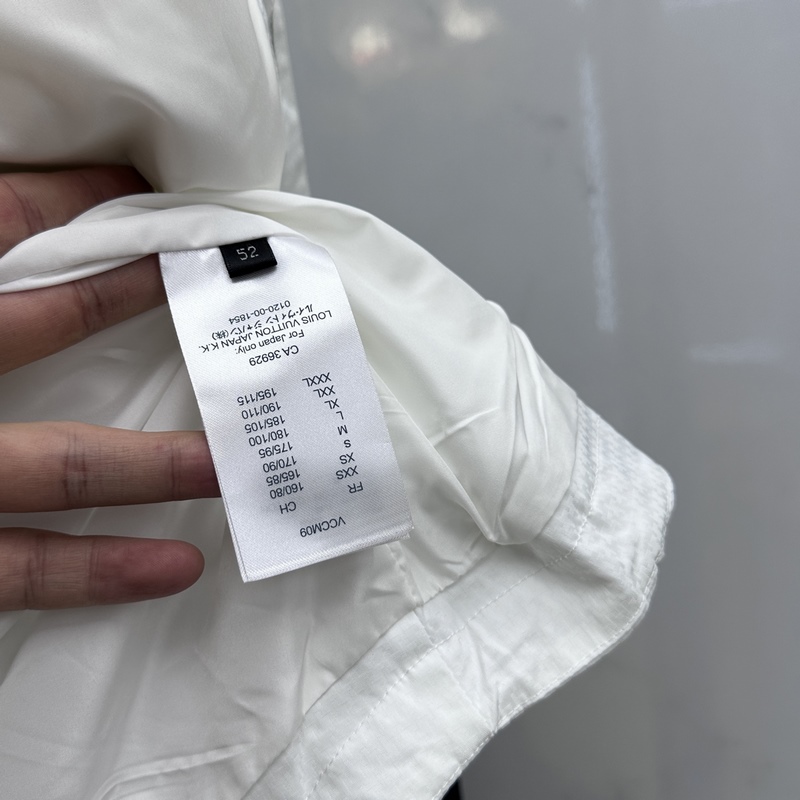 52
VCCM09
FR CH
XXS 160/80
XS 165/85
S 170/90
M 175/95
L 180/100
XL 185/105
XXL 190/110
XXXL 195/115
CA 36929
For Japan only:
LOUIS VUITTON JAPAN K.K.
ルイ・ヴィトン ジャパン(株)
0120-00-1854